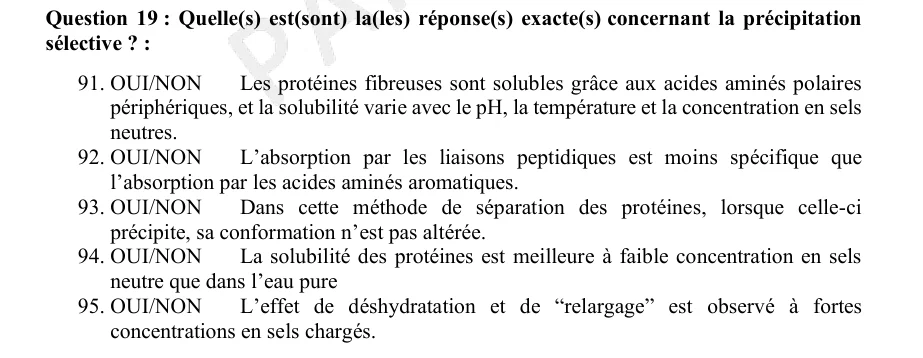 Question 19 : Quelle(s) est(sont) la(les) réponse(s) exacte(s) concernant la précipitation
sélective ? :
91. OUI/NON Les protéines fibreuses sont solubles grâce aux acides aminés polaires
périphériques, et la solubilité varie avec le pH, la température et la concentration en sels
neutres.
92. OUI/NON L’absorption par les liaisons peptidiques est moins spécifique que
l’absorption par les acides aminés aromatiques.
93. OUI/NON Dans cette méthode de séparation des protéines, lorsque celle-ci
précipite, sa conformation n’est pas altérée.
94. OUI/NON La solubilité des protéines est meilleure à faible concentration en sels
neutre que dans l’eau pure
95. OUI/NON L’effet de déshydratation et de “relargage” est observé à fortes
concentrations en sels chargés.